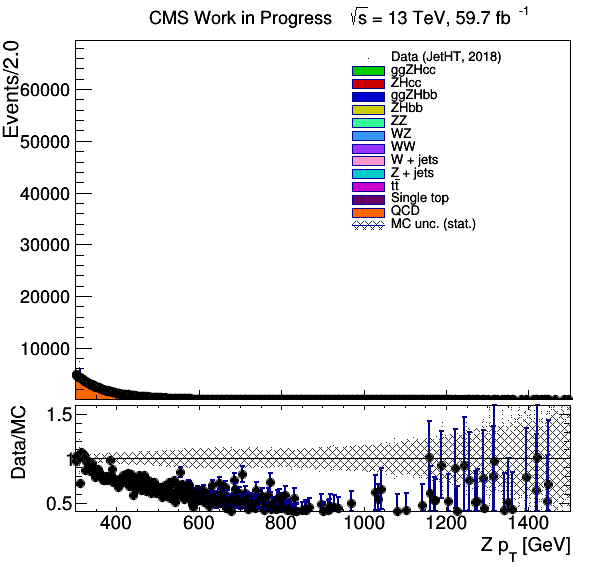 CMS Work in Progress √s = 13 TeV, 59.7 fb -1
Events/2.0
60000
50000
40000
30000
20000
10000
Data (JetHT, 2018)
ggZHcc
ZHcc
ggZHbb
ZHbb
ZZ
WZ
WW
W + jets
Z + jets
tt̄
Single top
QCD
MC unc. (stat.)
Data/MC
1.5
1
0.5
400 600 800 1000 1200 1400
Z pT [GeV]